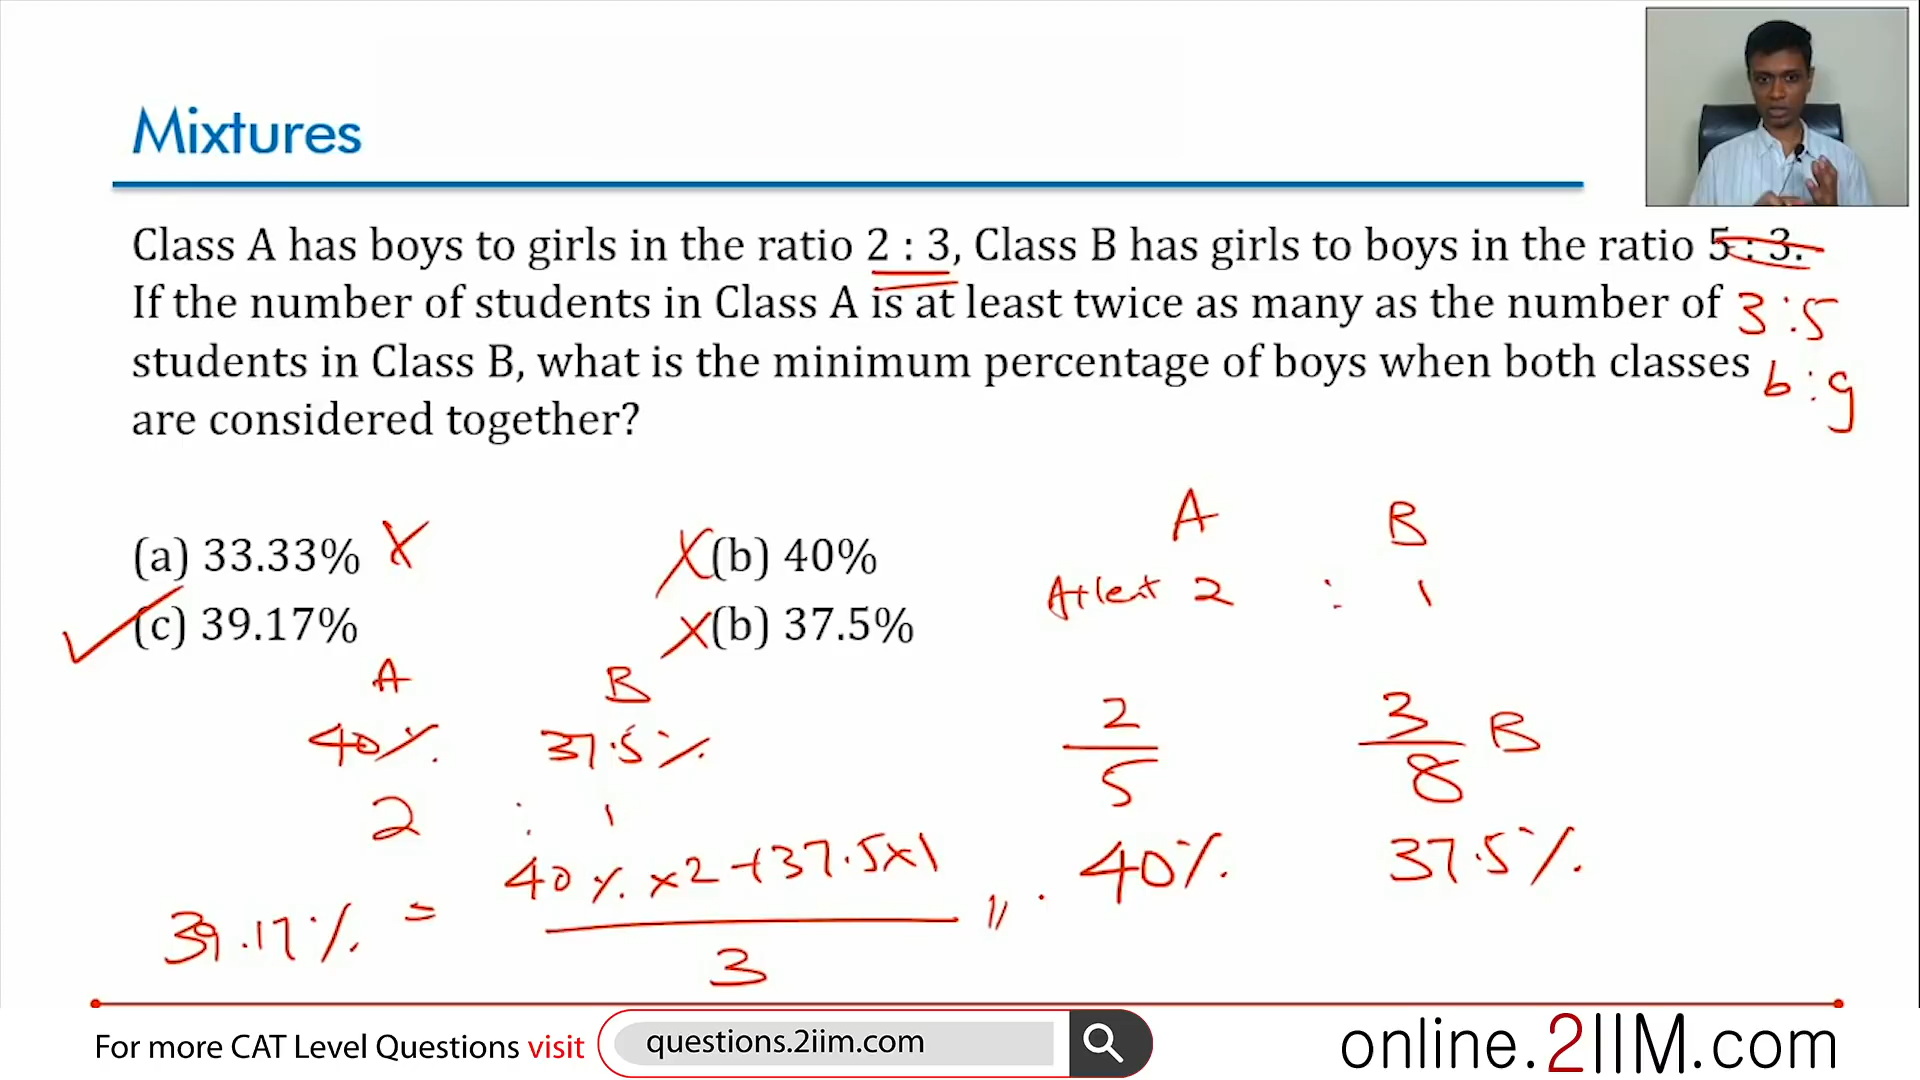 Mixtures
Class A has boys to girls in the ratio 2 : 3, Class B has girls to boys in the ratio 5 : 3.
If the number of students in Class A is at least twice as many as the number of
3 : 5
students in Class B, what is the minimum percentage of boys when both classes
b : g
are considered together?
A B
(a) 33.33% X X (b) 40%
Atleast 2 : 1
(c) 39.17% X (b) 37.5%
A B
2/5 3/8 B
40% 37.5%
2 : 1
40% 37.5%
39.17% = 40% x 2 + 37.5 x 1 / 3
For more CAT Level Questions visit questions.2iim.com
online.2IIM.com